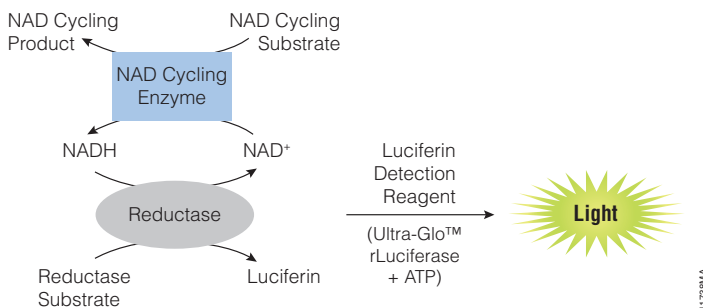 NAD Cycling
Product
NAD Cycling
Substrate
NAD Cycling
Enzyme
NADH
NAD⁺
Reductase
Reductase
Substrate
Luciferin
Luciferin
Detection
Reagent
(Ultra-Glo™
rLuciferase
+ ATP)
Light